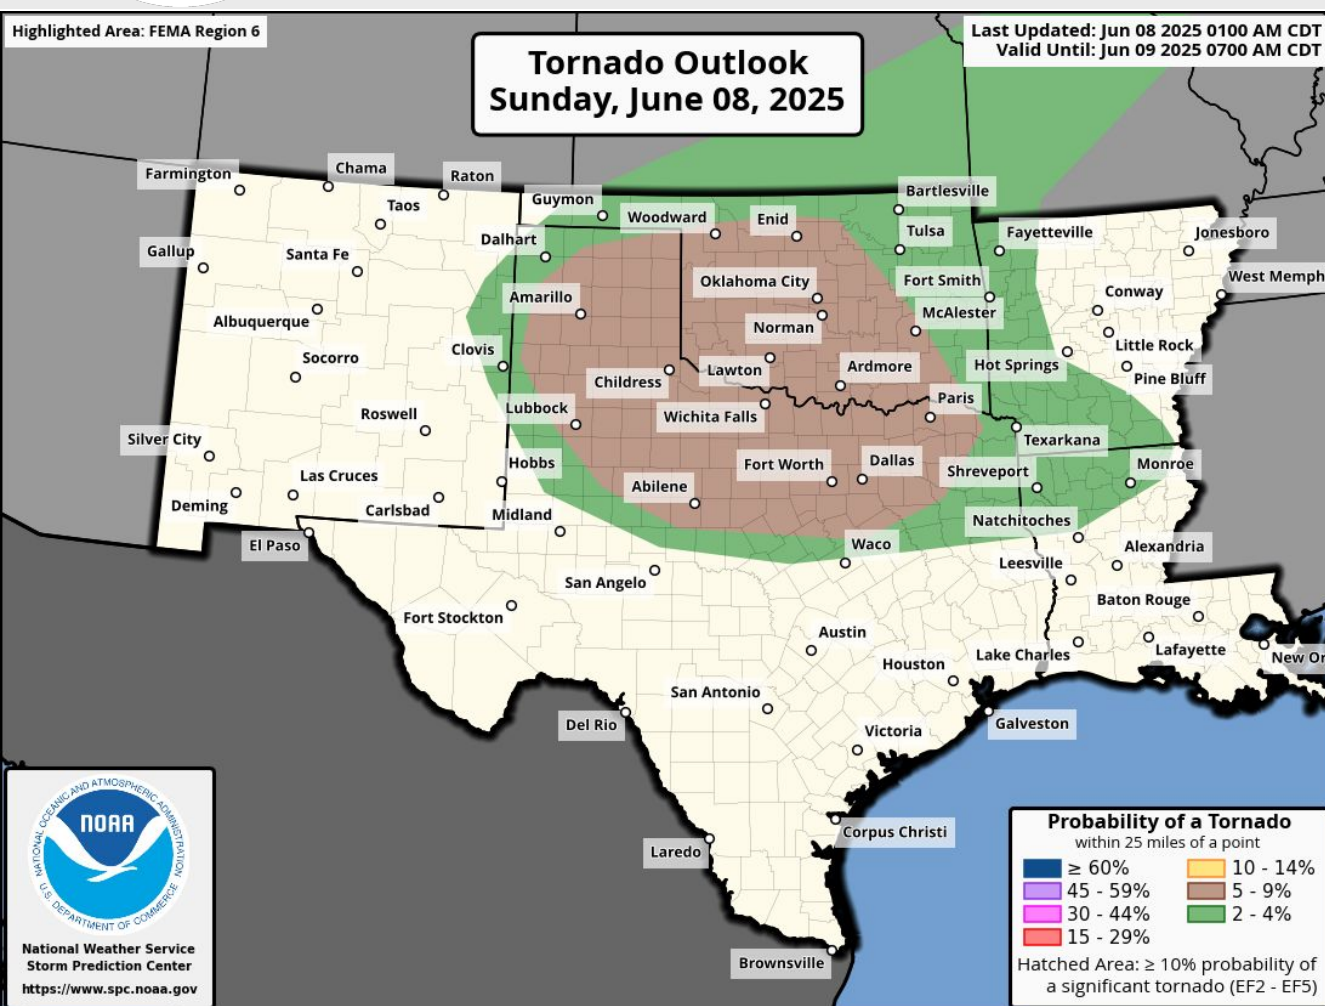 Highlighted Area: FEMA Region 6
Last Updated: Jun 08 2025 0100 AM CDT
Valid Until: Jun 09 2025 0700 AM CDT
Tornado Outlook
Sunday, June 08, 2025
Farmington
Chama
Raton
Taos
Guymon
Bartlesville
Woodward
Enid
Tulsa
Fayetteville
Jonesboro
Gallup
Santa Fe
Dalhart
West Memph
Oklahoma City
Fort Smith
Conway
Amarillo
McAlester
Albuquerque
Norman
Little Rock
Socorro
Clovis
Childress
Lawton
Ardmore
Hot Springs
Pine Bluff
Roswell
Lubbock
Wichita Falls
Paris
Silver City
Texarkana
Las Cruces
Hobbs
Fort Worth
Dallas
Shreveport
Monroe
Deming
Carlsbad
Midland
Abilene
Natchitoches
El Paso
Waco
Alexandria
San Angelo
Leesville
Fort Stockton
Baton Rouge
Austin
Lake Charles
Lafayette
New Or
Houston
San Antonio
Del Rio
Victoria
Galveston
Corpus Christi
Laredo
Brownsville
NATIONAL OCEANIC AND ATMOSPHERIC ADMINISTRATION
NOAA
U.S. DEPARTMENT OF COMMERCE
National Weather Service
Storm Prediction Center
https://www.spc.noaa.gov
Probability of a Tornado
within 25 miles of a point
≥ 60% 10 - 14%
45 - 59% 5 - 9%
30 - 44% 2 - 4%
15 - 29%
Hatched Area: ≥ 10% probability of
a significant tornado (EF2 - EF5)